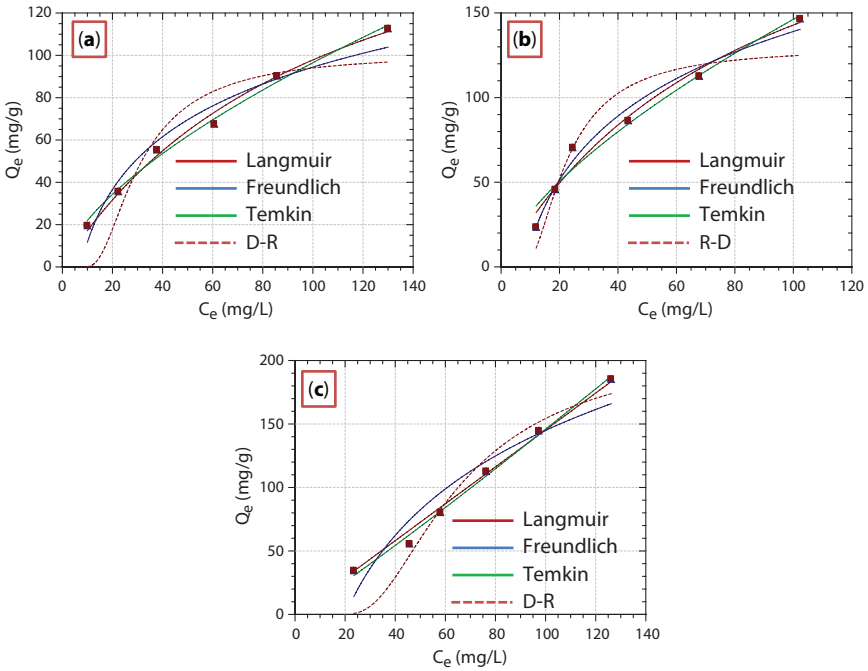 (a)
120
100
80
60
40
20
0
Qe (mg/g)
Langmuir
Freundlich
Temkin
D-R
0 20 40 60 80 100 120 140
Ce (mg/L)
(b)
150
100
50
0
Qe (mg/g)
Langmuir
Freundlich
Temkin
R-D
0 20 40 60 80 100 120
Ce (mg/L)
(c)
200
150
100
50
0
Qe (mg/g)
Langmuir
Freundlich
Temkin
D-R
0 20 40 60 80 100 120 140
Ce (mg/L)